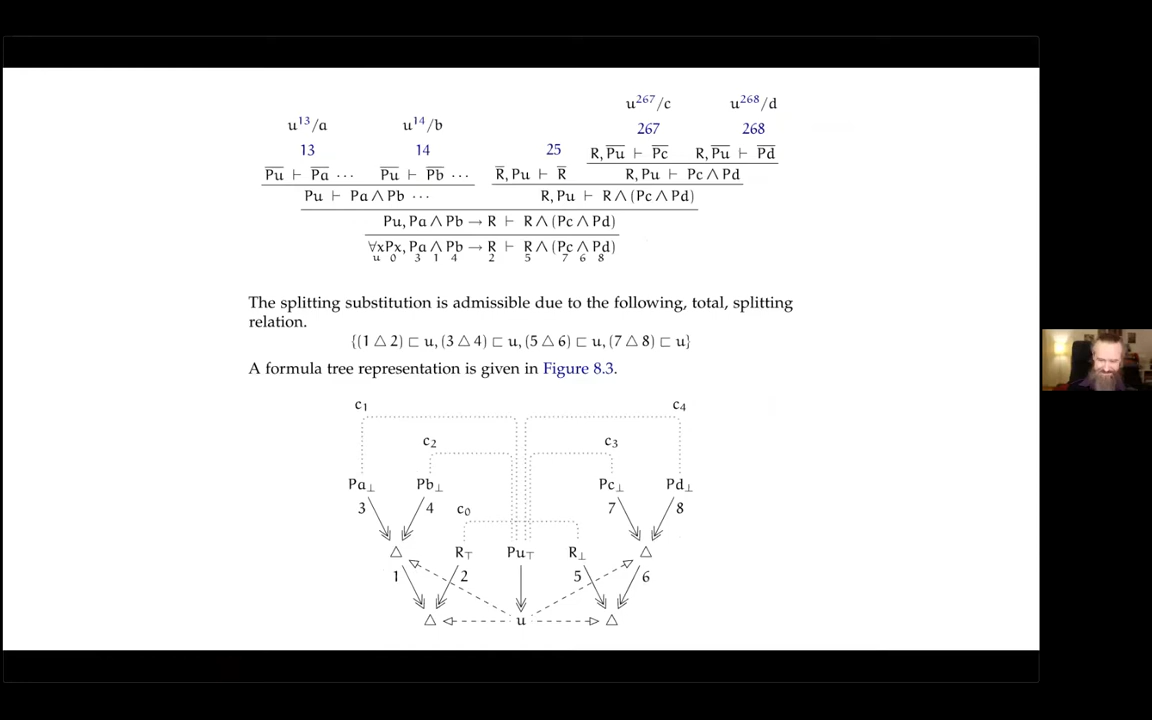 u²⁶⁷/c u²⁶⁸/d
u¹³/a u¹⁴/b
267 268
13 14 25
R, P̅u̅ ⊢ P̅c̅ R, P̅u̅ ⊢ P̅d̅
P̅u̅ ⊢ P̅a̅ ⋯ P̅u̅ ⊢ P̅b̅ ⋯ R̅, Pu ⊢ R̅ R, Pu ⊢ Pc ∧ Pd
Pu ⊢ Pa ∧ Pb ⋯ R, Pu ⊢ R ∧ (Pc ∧ Pd)
Pu, Pa ∧ Pb → R ⊢ R ∧ (Pc ∧ Pd)
∀xPx, Pa ∧ Pb → R ⊢ R ∧ (Pc ∧ Pd)
u 0 3 1 4 2 5 7 6 8
The splitting substitution is admissible due to the following, total, splitting
relation.
{(1 △ 2) ⊏ u, (3 △ 4) ⊏ u, (5 △ 6) ⊏ u, (7 △ 8) ⊏ u}
A formula tree representation is given in Figure 8.3.
c₁ c₄
c₂ c₃
Pa⊥ Pb⊥ Pc⊥ Pd⊥
3 4 c₀ 7 8
△ R⊤ Pu⊤ R⊥ △
1 2 5 6
△ u △